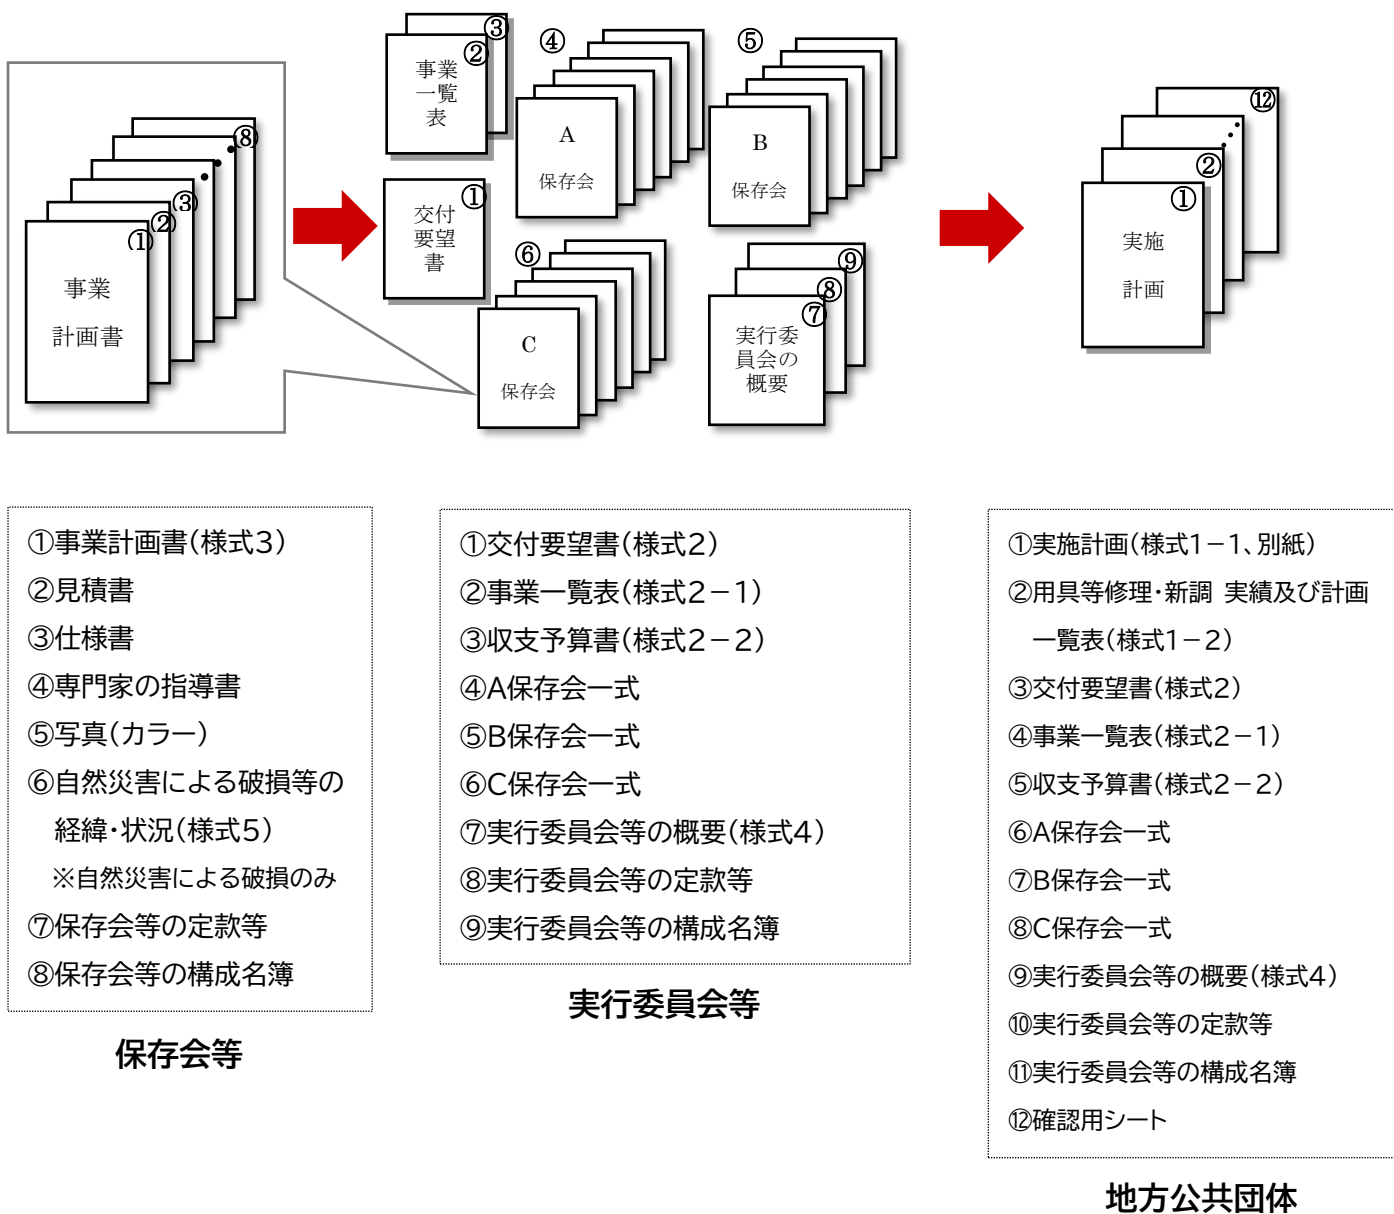 ①
②
③
⑧
事業
計画書
③
②
事業
一覧
表
①
交付
要望
書
④
A
保存会
⑤
B
保存会
⑥
C
保存会
⑨
⑧
⑦
実行委
員会の
概要
⑫
②
①
実施
計画
①事業計画書(様式3)
②見積書
③仕様書
④専門家の指導書
⑤写真(カラー)
⑥自然災害による破損等の
経緯・状況(様式5)
※自然災害による破損のみ
⑦保存会等の定款等
⑧保存会等の構成名簿
保存会等
①交付要望書(様式2)
②事業一覧表(様式2-1)
③収支予算書(様式2-2)
④A保存会一式
⑤B保存会一式
⑥C保存会一式
⑦実行委員会等の概要(様式4)
⑧実行委員会等の定款等
⑨実行委員会等の構成名簿
実行委員会等
①実施計画(様式1-1、別紙)
②用具等修理・新調 実績及び計画
一覧表(様式1-2)
③交付要望書(様式2)
④事業一覧表(様式2-1)
⑤収支予算書(様式2-2)
⑥A保存会一式
⑦B保存会一式
⑧C保存会一式
⑨実行委員会等の概要(様式4)
⑩実行委員会等の定款等
⑪実行委員会等の構成名簿
⑫確認用シート
地方公共団体